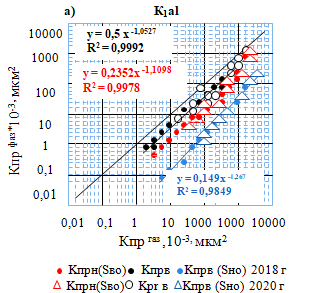 а) K₁al
y = 0,5 x⁻¹,⁰⁵²⁷
R² = 0,9992
y = 0,2352x⁻¹,¹⁰⁹⁸
R² = 0,9978
y = 0,149x⁻¹,²⁶⁷
R² = 0,9849
Кпр фаз*10⁻³, мкм²
10000
1000
100
10
1
0,1
0,01
0,01 0,1 1 10 100 1000 10000
Кпр газ,10⁻³, мкм²
Кпрн(Sво) Кпрв Кпрв (Sно) 2018 г
Кпрн(Sво) Kpr в Кпрв (Sно) 2020 г